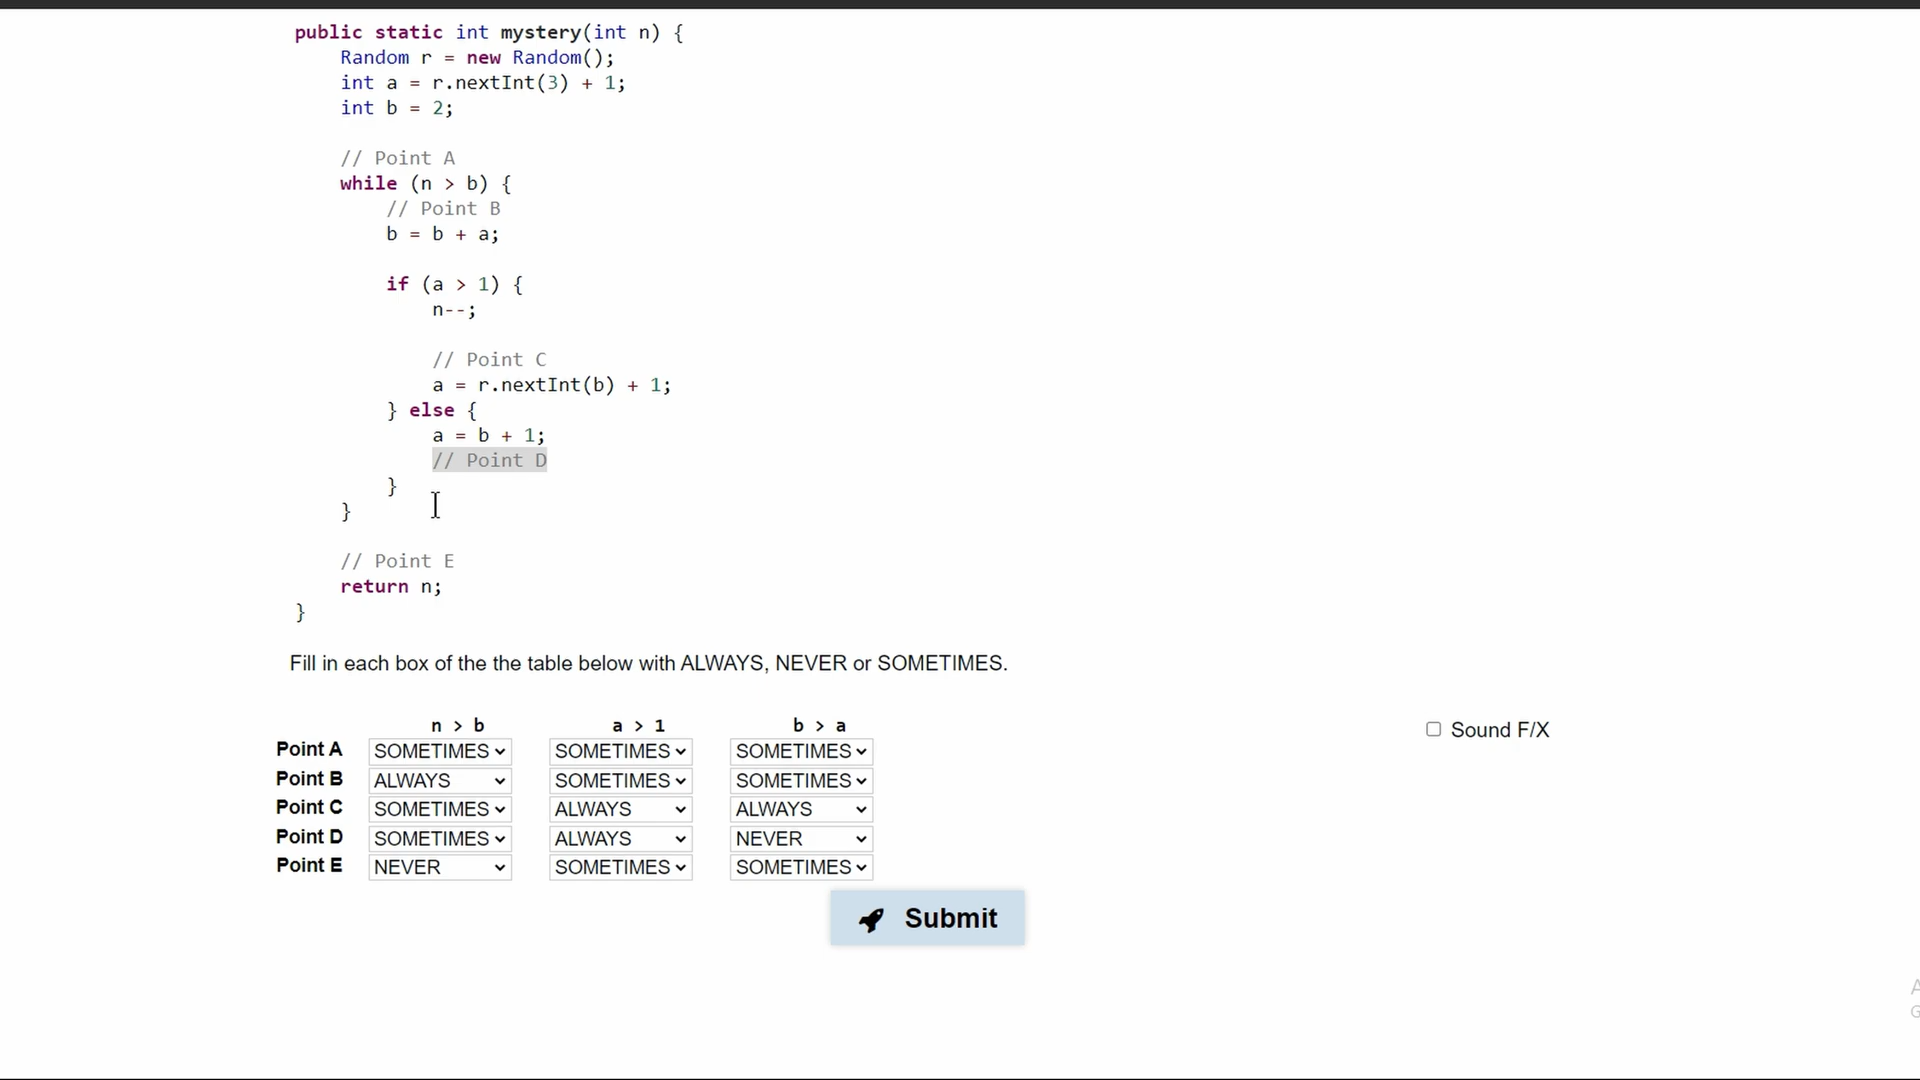 public static int mystery(int n) {
Random r = new Random();
int a = r.nextInt(3) + 1;
int b = 2;
// Point A
while (n > b) {
// Point B
b = b + a;
if (a > 1) {
n--;
// Point C
a = r.nextInt(b) + 1;
} else {
a = b + 1;
// Point D
}
}
// Point E
return n;
}
Fill in each box of the the table below with ALWAYS, NEVER or SOMETIMES.
n > b a > 1 b > a
Point A SOMETIMES SOMETIMES SOMETIMES
Point B ALWAYS SOMETIMES SOMETIMES
Point C SOMETIMES ALWAYS ALWAYS
Point D SOMETIMES ALWAYS NEVER
Point E NEVER SOMETIMES SOMETIMES
Sound F/X
Submit